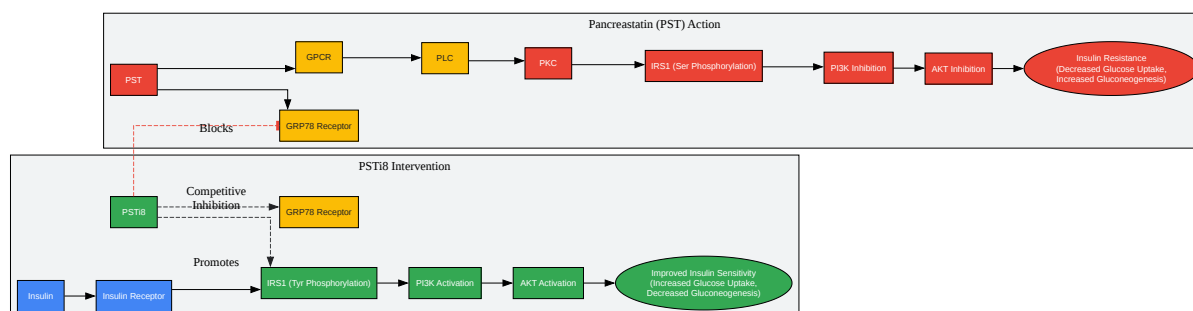 Pancreastatin (PST) Action
PST
GPCR
PLC
PKC
IRS1 (Ser Phosphorylation)
PI3K Inhibition
AKT Inhibition
Insulin Resistance
(Decreased Glucose Uptake,
Increased Gluconeogenesis)
GRP78 Receptor
Blocks
PSTi8 Intervention
PSTi8
Competitive
Inhibition
GRP78 Receptor
Promotes
Insulin
Insulin Receptor
IRS1 (Tyr Phosphorylation)
PI3K Activation
AKT Activation
Improved Insulin Sensitivity
(Increased Glucose Uptake,
Decreased Gluconeogenesis)